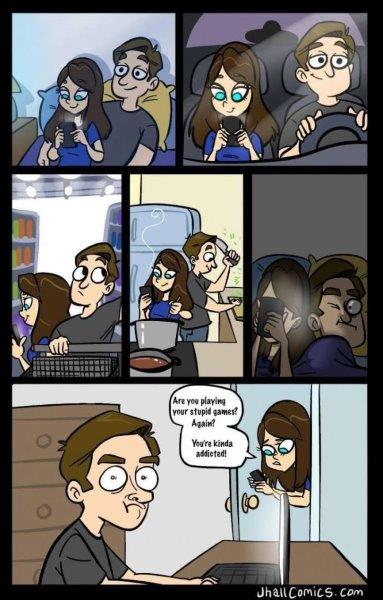 Are you playing
your stupid games?
Again?
You're kinda
addicted!
JhallComics.com